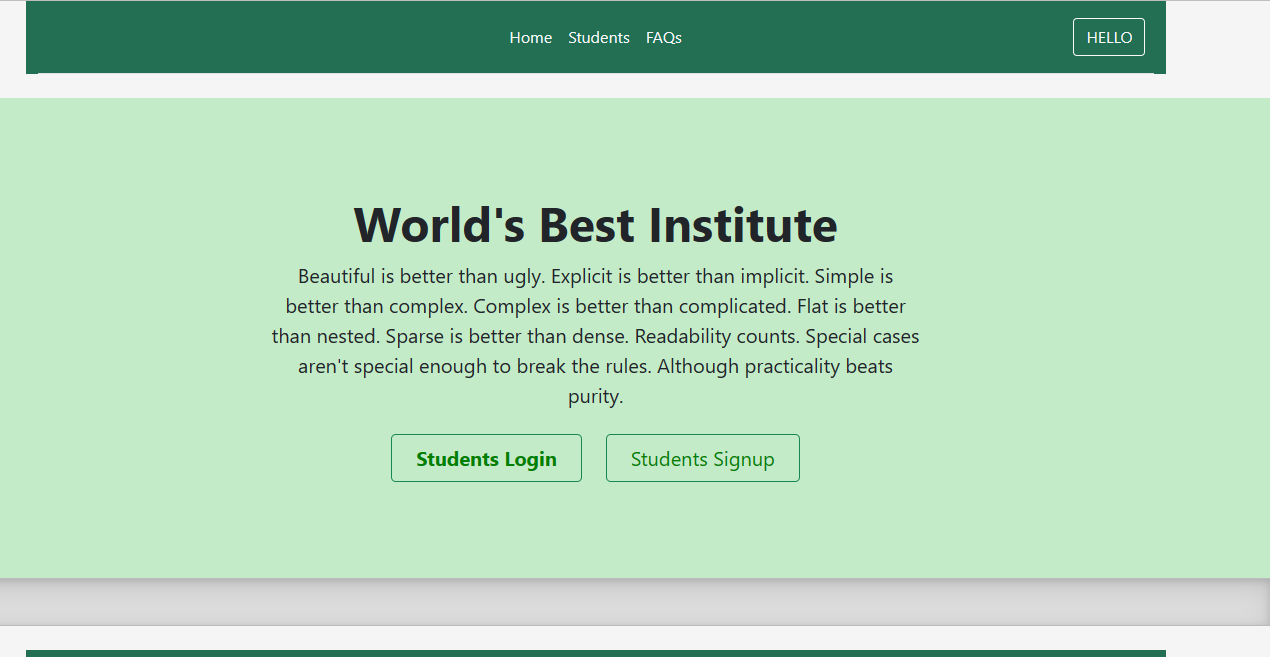 Home Students FAQs HELLO
World's Best Institute
Beautiful is better than ugly. Explicit is better than implicit. Simple is
better than complex. Complex is better than complicated. Flat is better
than nested. Sparse is better than dense. Readability counts. Special cases
aren't special enough to break the rules. Although practicality beats
purity.
Students Login Students Signup